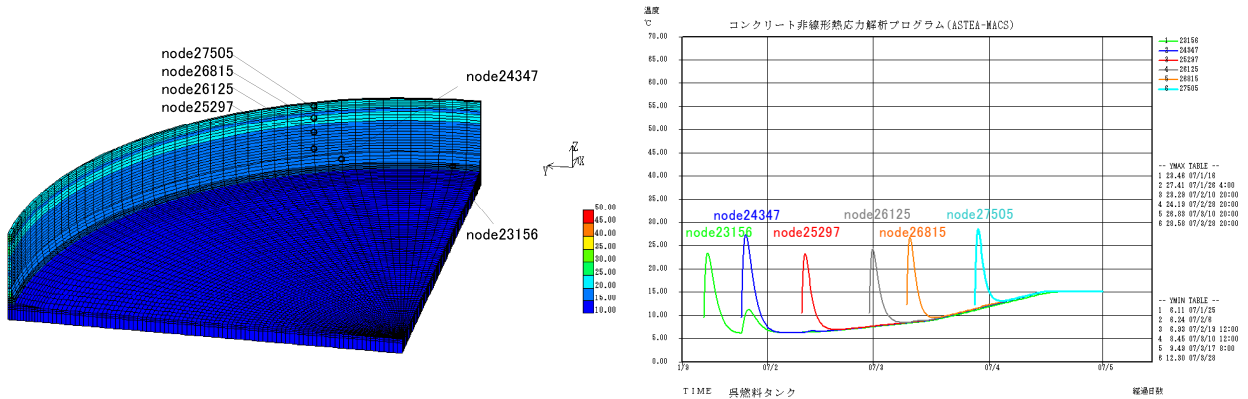 node27505
node26815
node26125
node25297
node24347
node23156
Z
X
Y
50.00
45.00
40.00
35.00
30.00
25.00
20.00
15.00
10.00
温度
℃
コンクリート非線形熱応力解析プログラム(ASTEA-MACS)
70.00
65.00
60.00
55.00
50.00
45.00
40.00
35.00
30.00
25.00
20.00
15.00
10.00
5.00
0.00
node24347
node26125
node27505
node23156
node25297
node26815
1/9
07/2
07/3
07/4
07/5
TIME 呉燃料タンク
経過日数
1 23156
2 24347
3 25297
4 26125
5 26815
6 27505
-- YMAX TABLE --
1 23.46 07/1/16
2 27.41 07/1/26 4:00
3 23.29 07/2/10 20:00
4 24.13 07/2/28 20:00
5 26.88 07/3/10 20:00
6 28.58 07/3/28 20:00
-- YMIN TABLE --
1 6.11 07/1/25
2 6.24 07/2/6
3 6.93 07/2/19 12:00
4 8.45 07/3/10 12:00
5 9.49 07/3/17 8:00
6 12.30 07/3/28